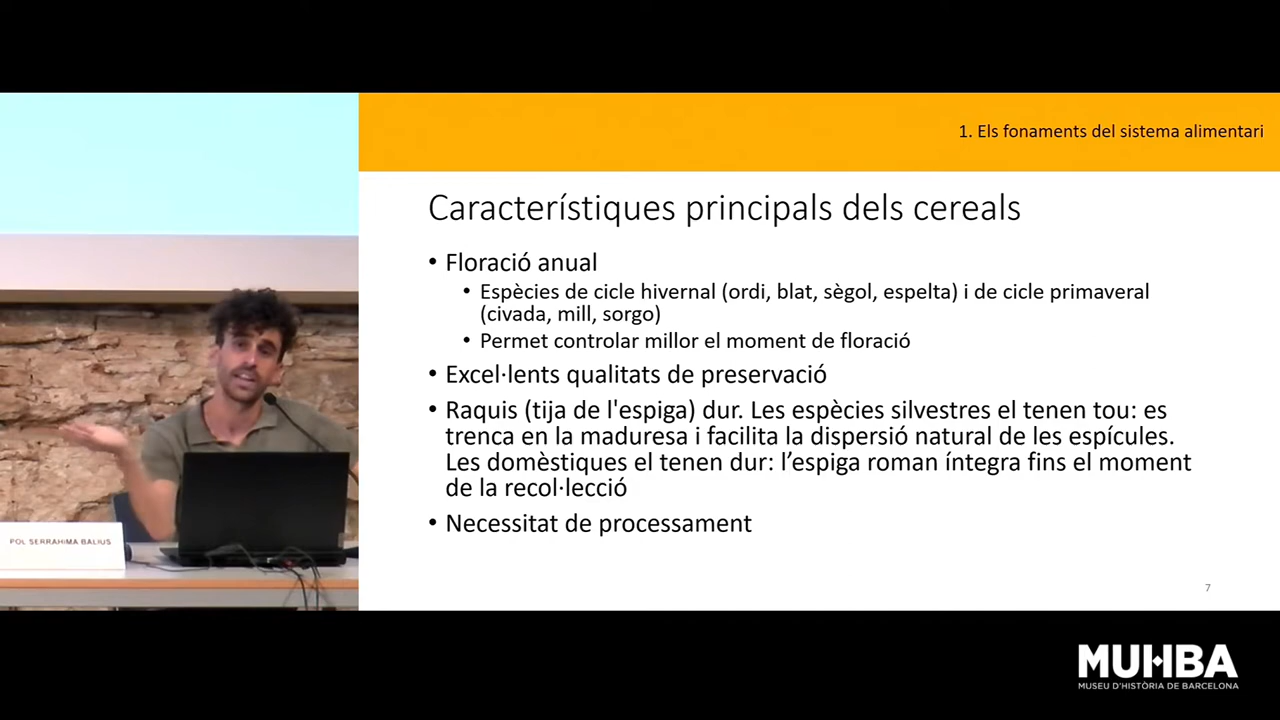 1. Els fonaments del sistema alimentari
Característiques principals dels cereals
• Floració anual
• Espècies de cicle hivernal (ordi, blat, sègol, espelta) i de cicle primaveral
(civada, mill, sorgo)
• Permet controlar millor el moment de floració
• Excel·lents qualitats de preservació
• Raquis (tija de l'espiga) dur. Les espècies silvestres el tenen tou: es
trenca en la maduresa i facilita la dispersió natural de les espícules.
Les domèstiques el tenen dur: l’espiga roman íntegra fins el moment
de la recol·lecció
• Necessitat de processament
POL SERRAHIMA BALIUS
7
MUHBA
MUSEU D'HISTÒRIA DE BARCELONA